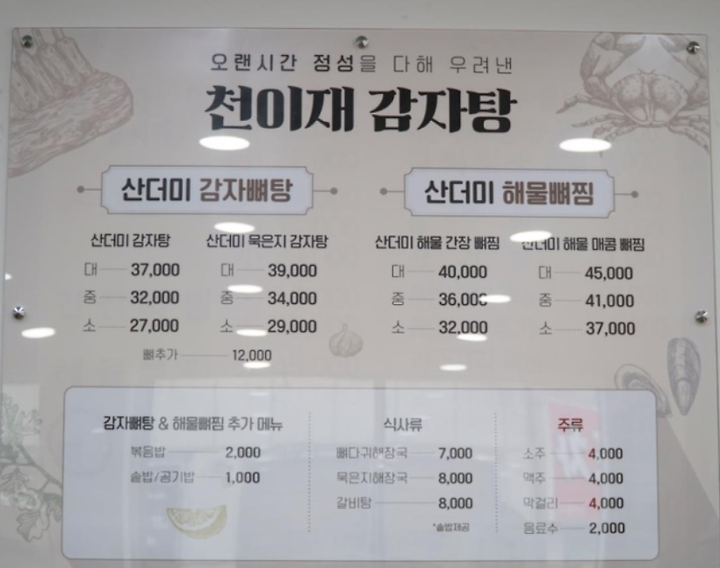 오랜시간 정성을 다해 우려낸
천이재 감자탕
산더미 감자뼈탕
산더미 감자탕 산더미 묵은지 감자탕
대 37,000 대 39,000
중 32,000 중 34,000
소 27,000 소 29,000
뼈추가 12,000
산더미 해물뼈찜
산더미 해물 간장 뼈찜 산더미 해물 매콤 뼈찜
대 40,000 대 45,000
중 36,000 중 41,000
소 32,000 소 37,000
감자뼈탕 & 해물뼈찜 추가 메뉴
볶음밥 2,000
솥밥/공기밥 1,000
식사류
뼈다귀해장국 7,000
묵은지해장국 8,000
갈비탕 8,000
*솥밥제공
주류
소주 4,000
맥주 4,000
막걸리 4,000
음료수 2,000